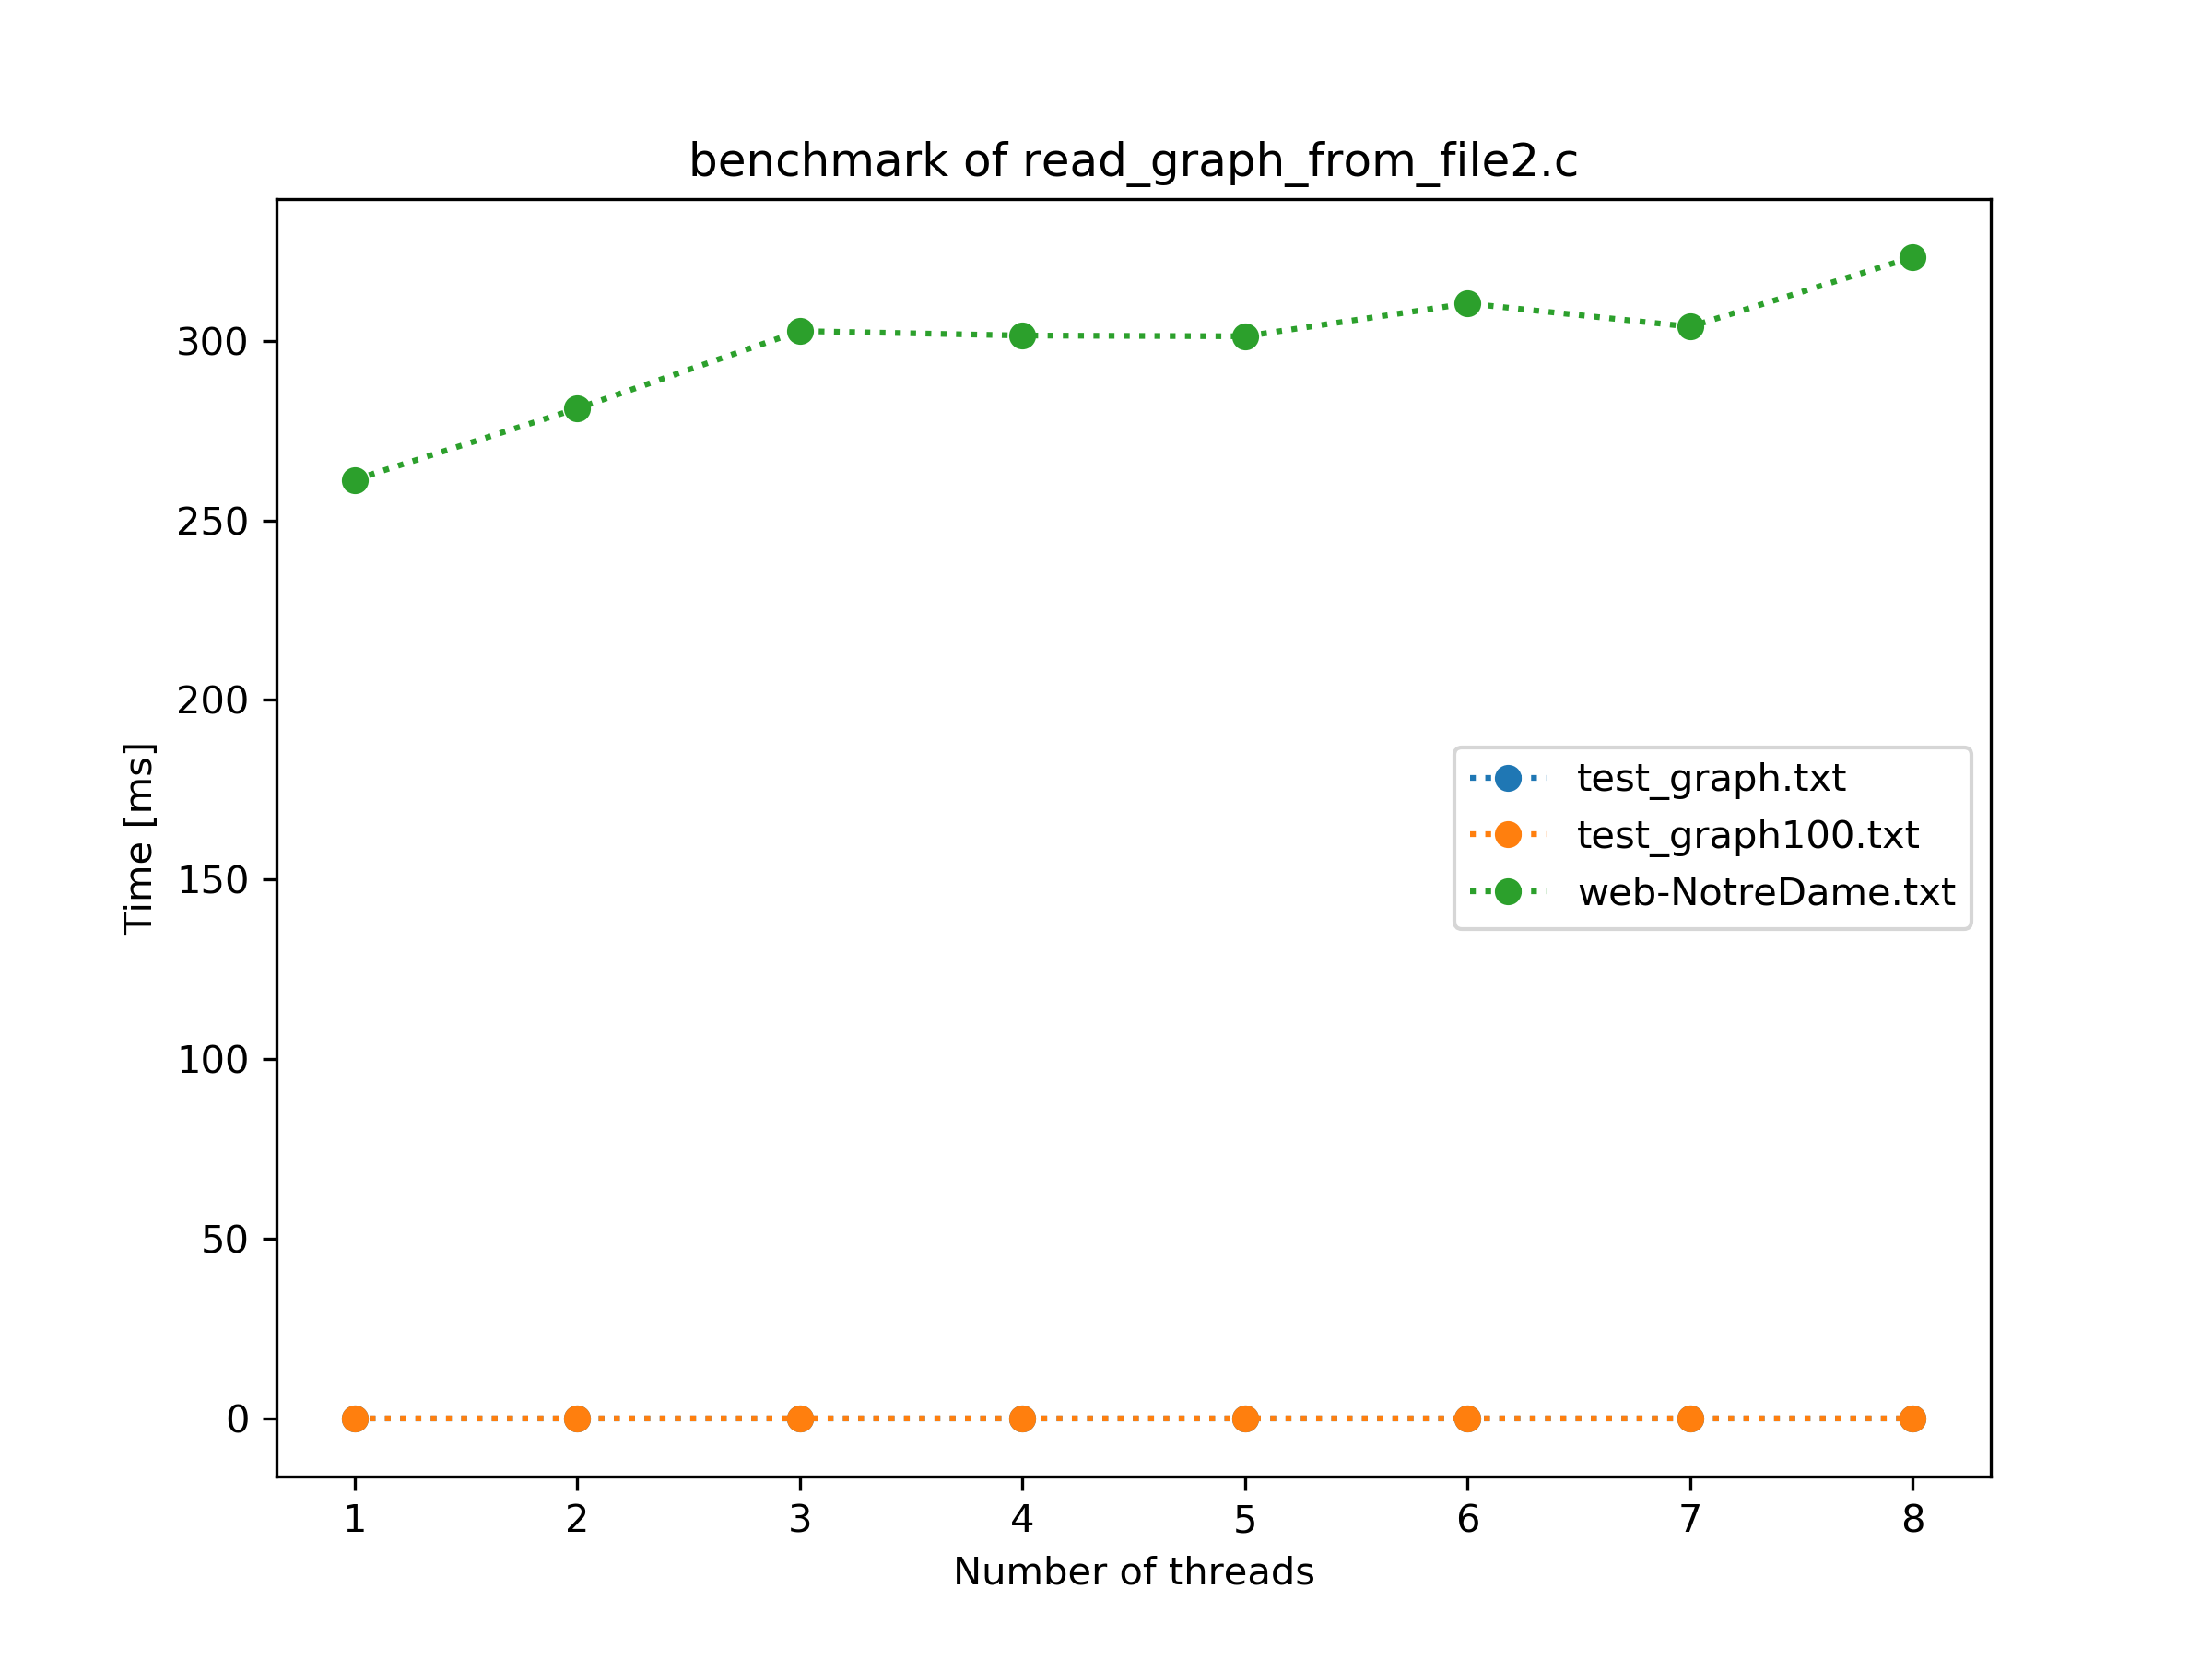 benchmark of read_graph_from_file2.c
300
250
200
150
100
50
0
Time [ms]
test_graph.txt
test_graph100.txt
web-NotreDame.txt
1 2 3 4 5 6 7 8
Number of threads